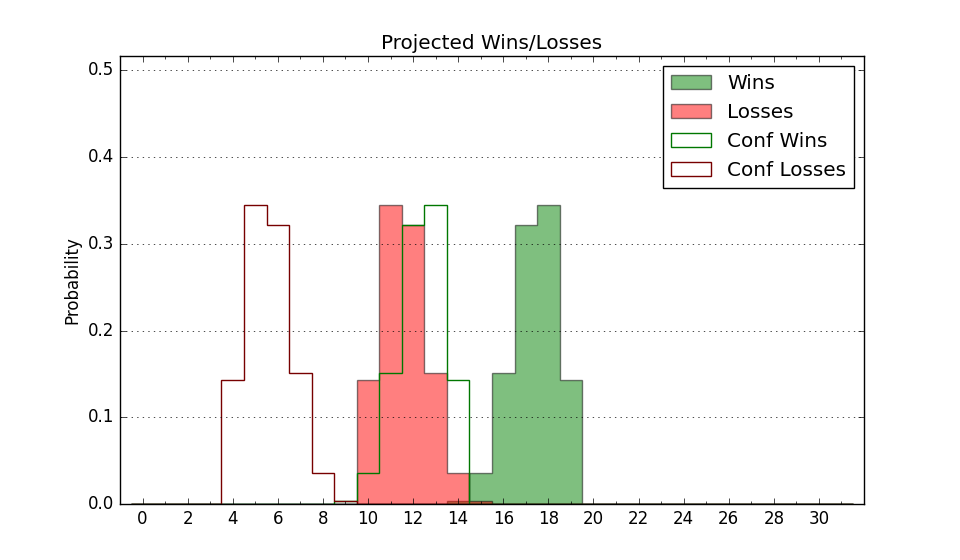 Projected Wins/Losses
0.5
0.4
0.3
0.2
0.1
0.0
Probability
Wins
Losses
Conf Wins
Conf Losses
0 2 4 6 8 10 12 14 16 18 20 22 24 26 28 30